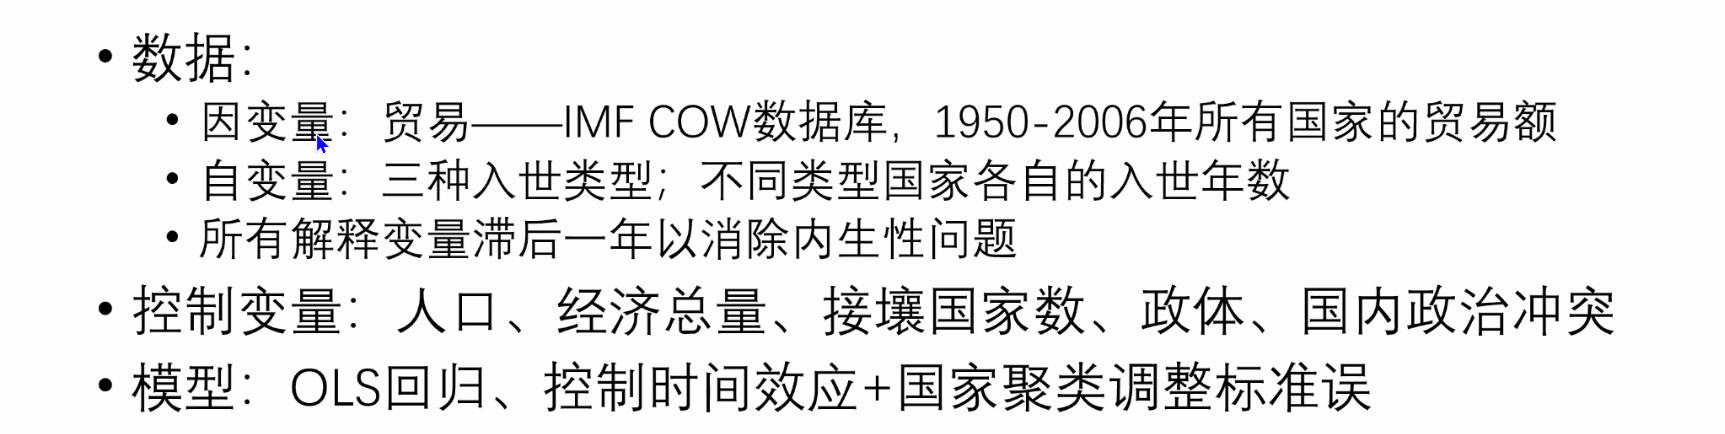 • 数据：
• 因变量：贸易——IMF COW数据库，1950-2006年所有国家的贸易额
• 自变量：三种入世类型；不同类型国家各自的入世年数
• 所有解释变量滞后一年以消除内生性问题
• 控制变量：人口、经济总量、接壤国家数、政体、国内政治冲突
• 模型：OLS回归、控制时间效应+国家聚类调整标准误